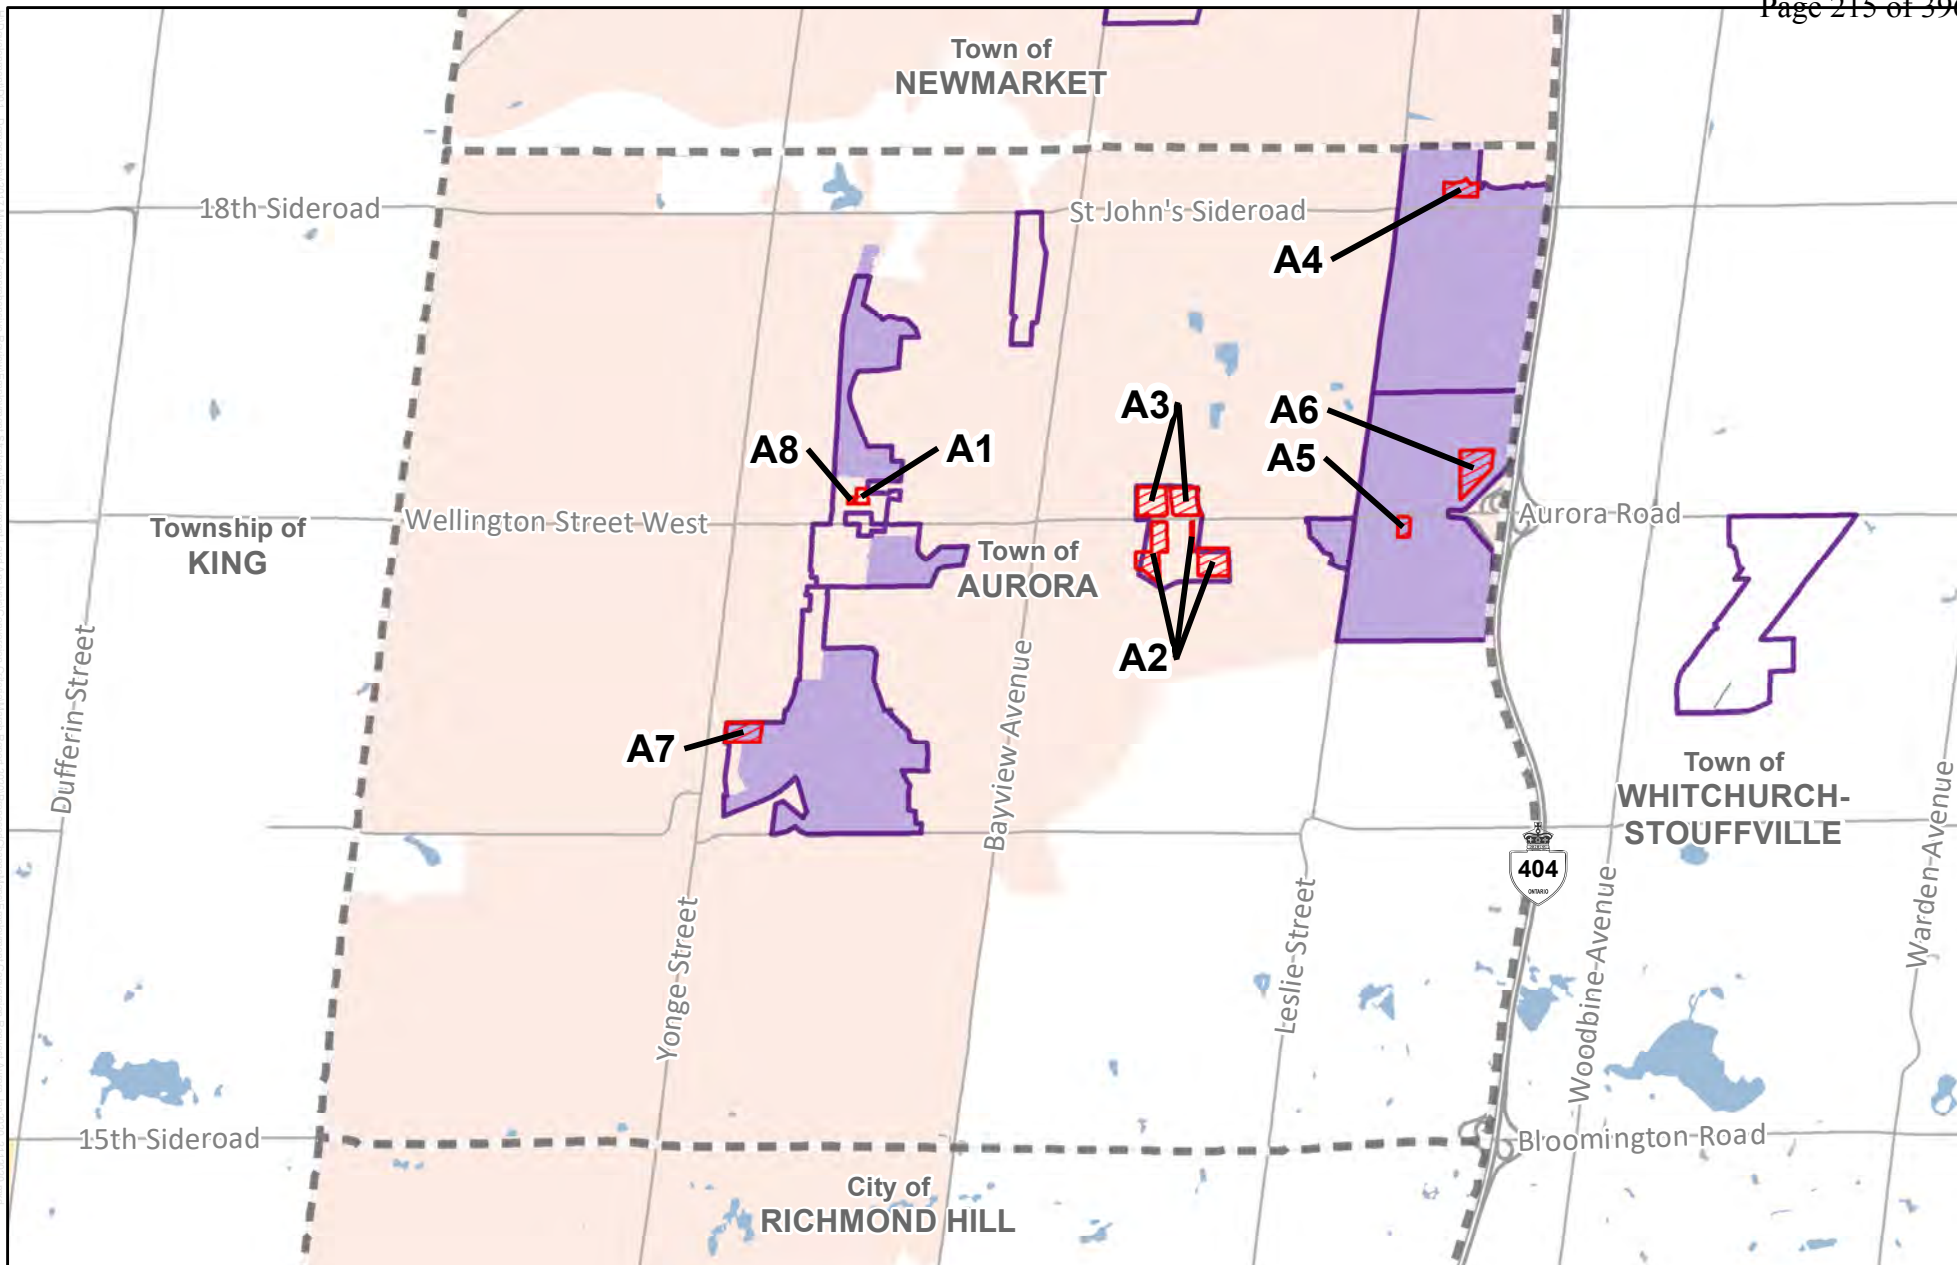 Page 215 of 396
Town of
NEWMARKET
18th Sideroad
St John's Sideroad
A4
A3
A6
A8
A1
A5
Township of
KING
Wellington Street West
Town of
AURORA
Aurora Road
A2
Dufferin Street
Bayview Avenue
A7
Town of
WHITCHURCH-
STOUFFVILLE
404
ONTARIO
Yonge Street
Leslie Street
Woodbine Avenue
Warden Avenue
15th Sideroad
Bloomington Road
City of
RICHMOND HILL